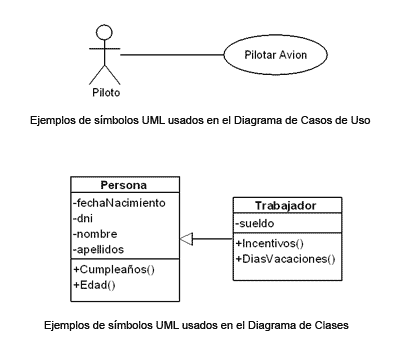 Pilotar Avion
Piloto
Ejemplos de símbolos UML usados en el Diagrama de Casos de Uso
Persona
-fechaNacimiento
-dni
-nombre
-apellidos
+Cumpleaños()
+Edad()
Trabajador
-sueldo
+Incentivos()
+DiasVacaciones()
Ejemplos de símbolos UML usados en el Diagrama de Clases